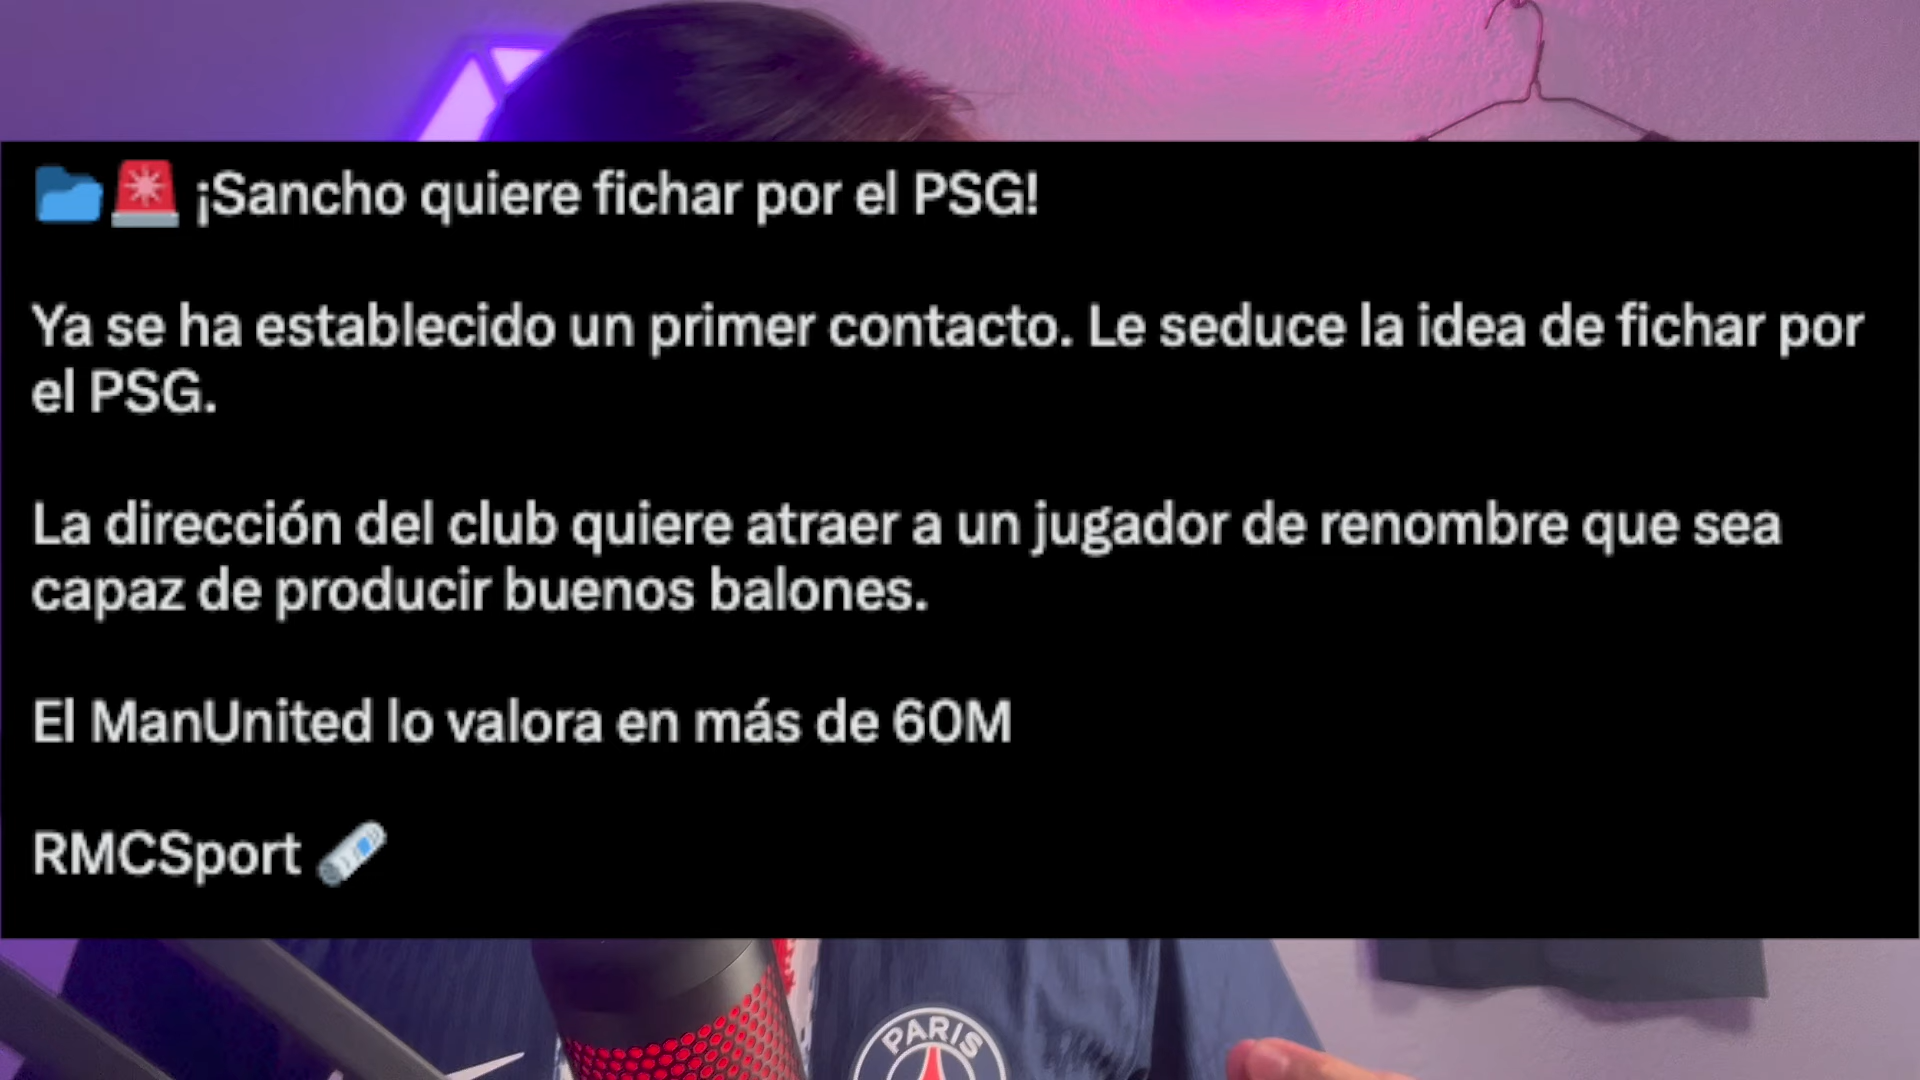 ¡Sancho quiere fichar por el PSG!
Ya se ha establecido un primer contacto. Le seduce la idea de fichar por
el PSG.
La dirección del club quiere atraer a un jugador de renombre que sea
capaz de producir buenos balones.
El ManUnited lo valora en más de 60M
RMCSport
PARIS